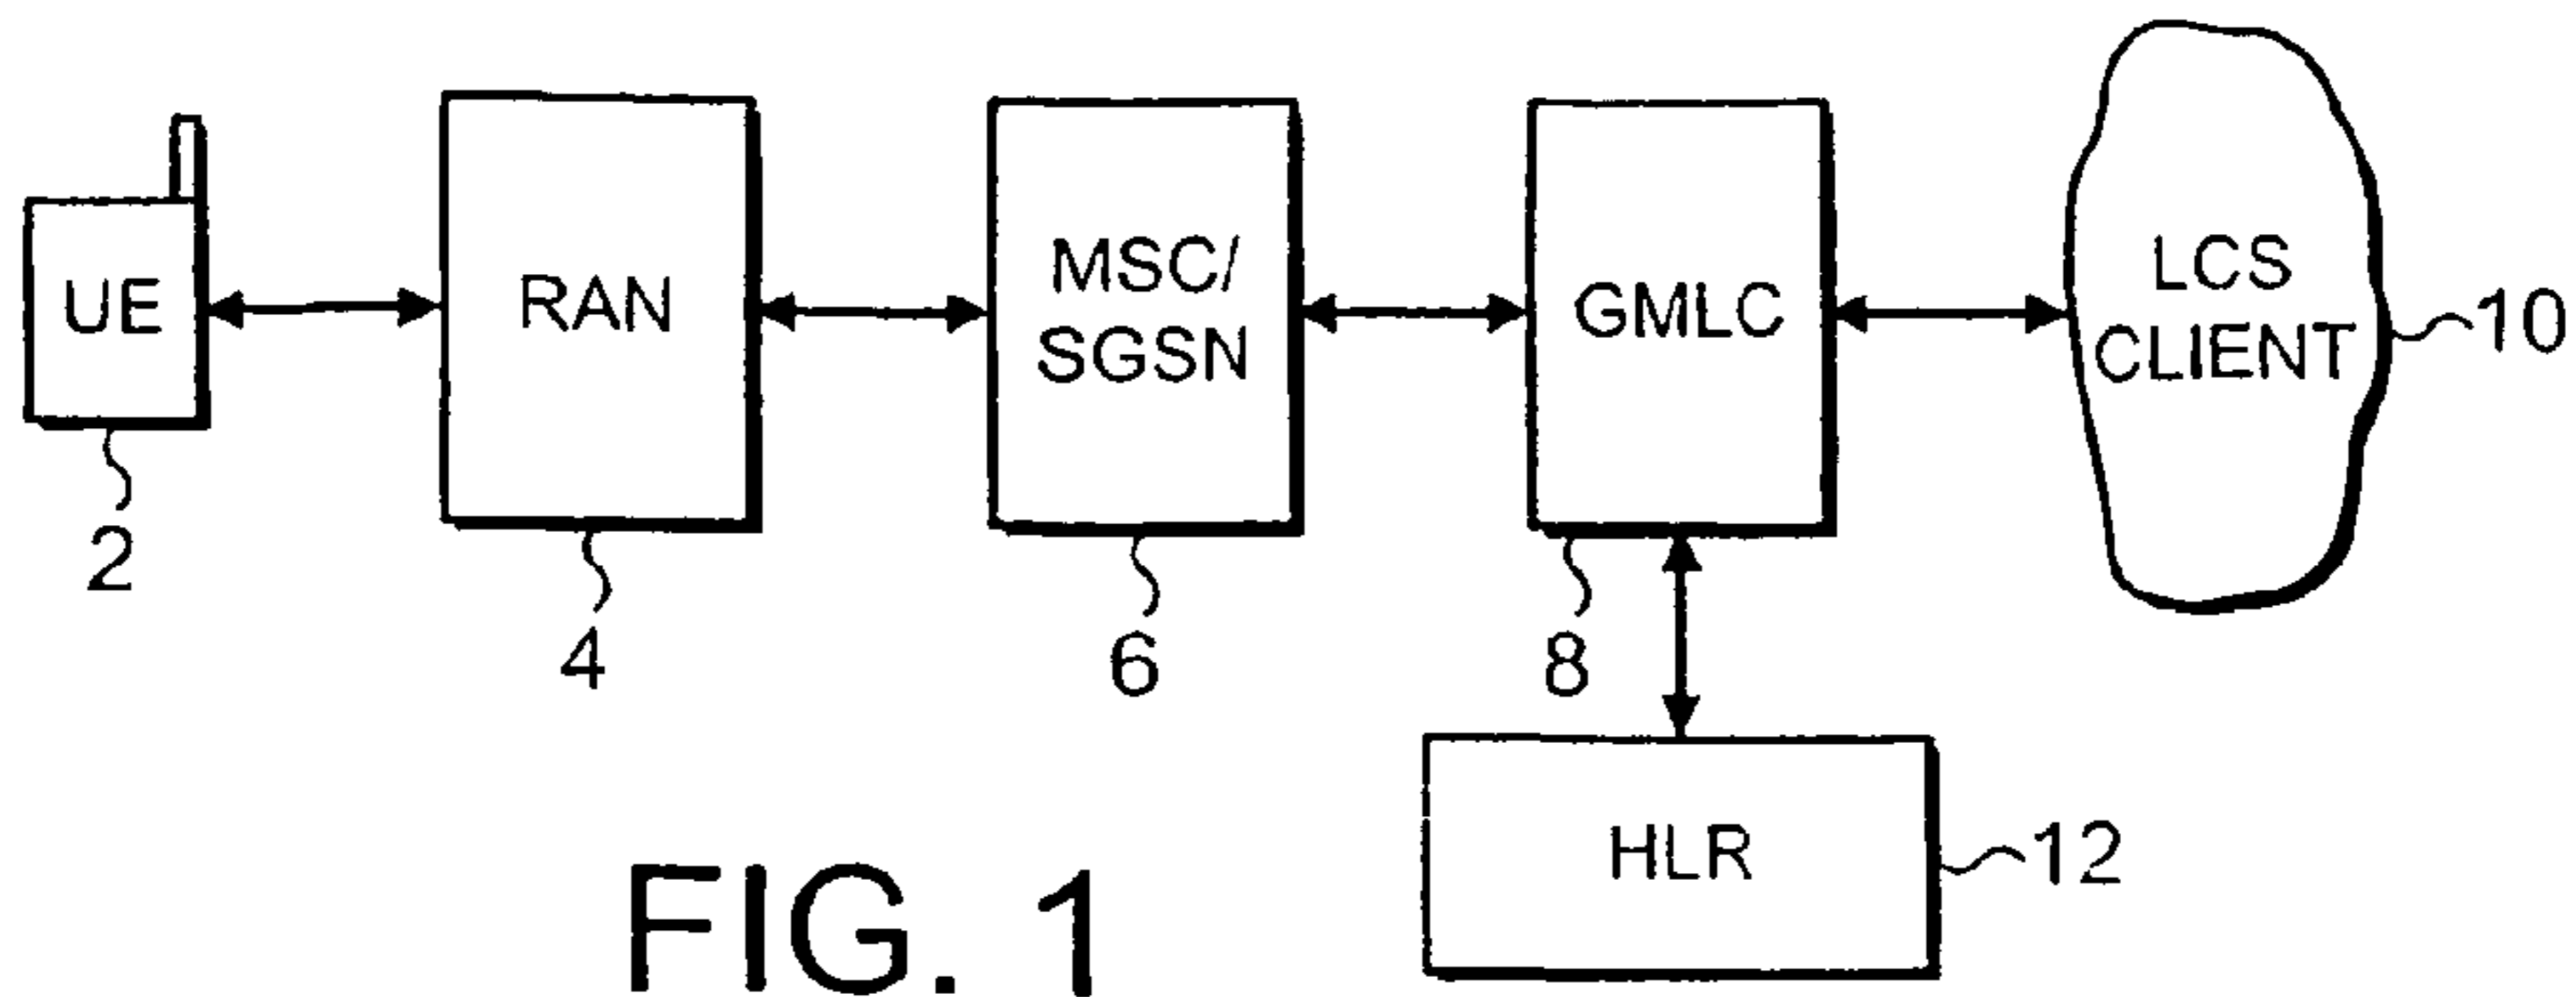 UE
RAN
MSC/
SGSN
GMLC
LCS
CLIENT
10
2
4
6
8
HLR
12
FIG. 1